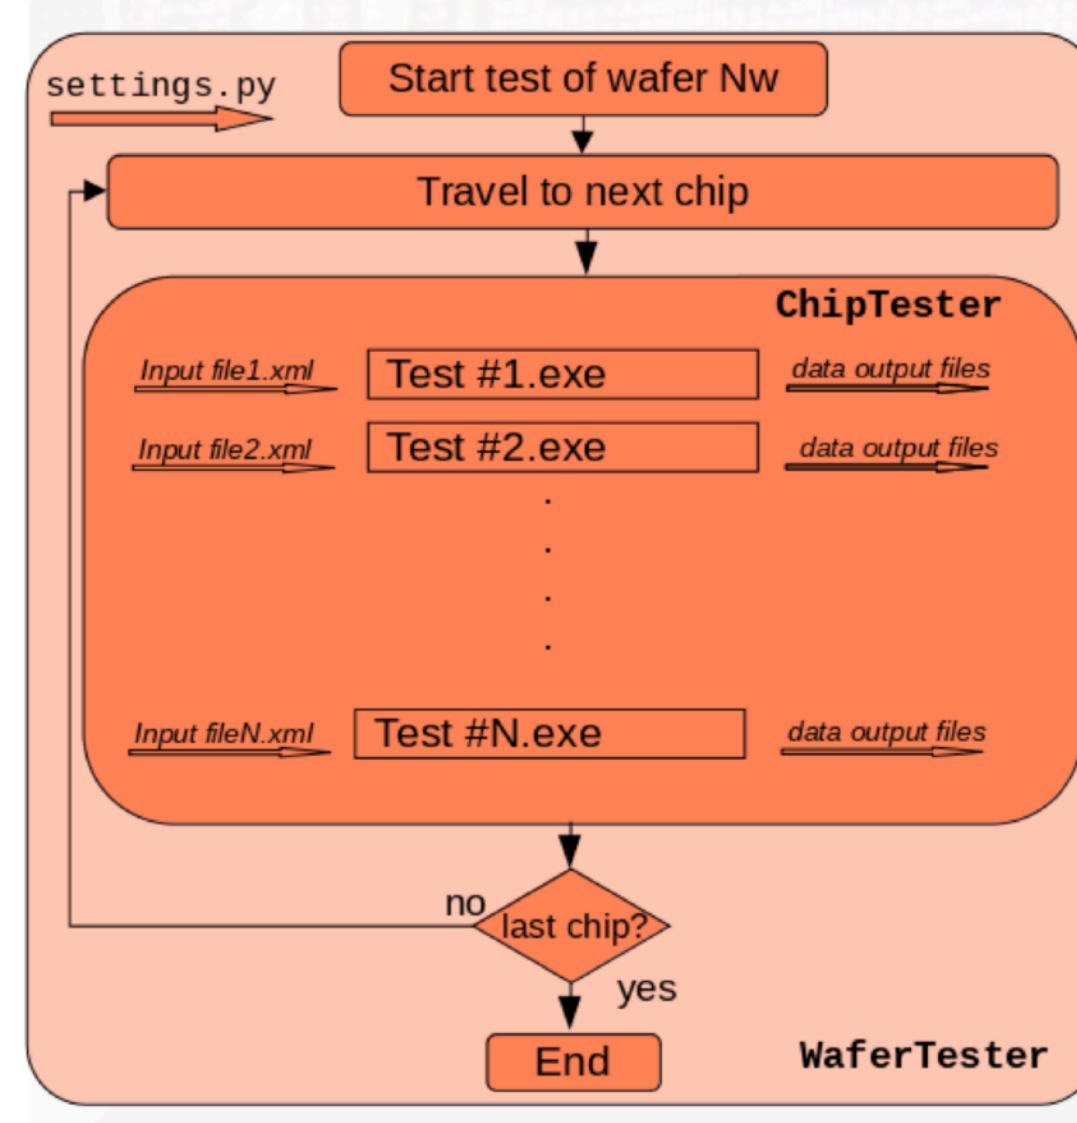 settings.py
Start test of wafer Nw
Travel to next chip
ChipTester
Input file1.xml
Test #1.exe
data output files
Input file2.xml
Test #2.exe
data output files
.
.
.
.
Input fileN.xml
Test #N.exe
data output files
no
last chip?
yes
End
WaferTester